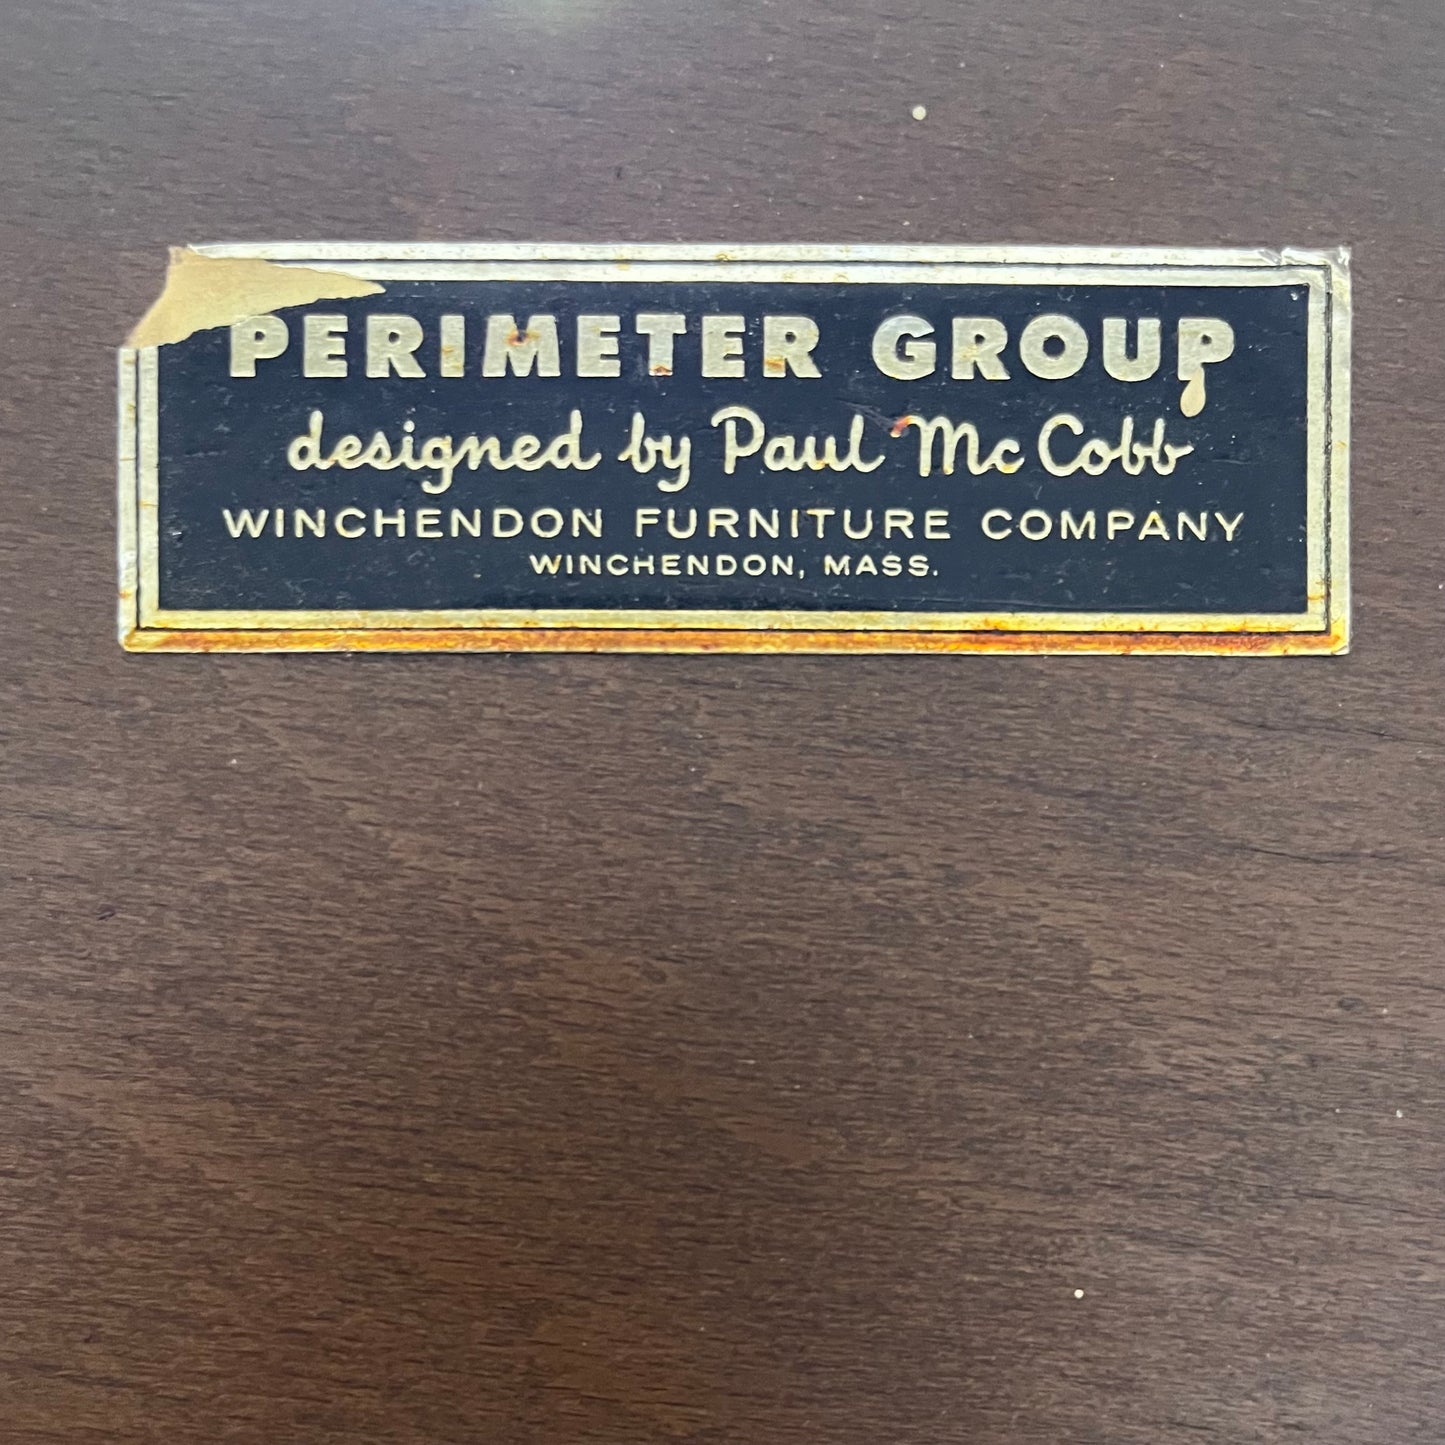 PERIMETER GROUP
designed by Paul McCobb
WINCHENDON FURNITURE COMPANY
WINCHENDON, MASS.